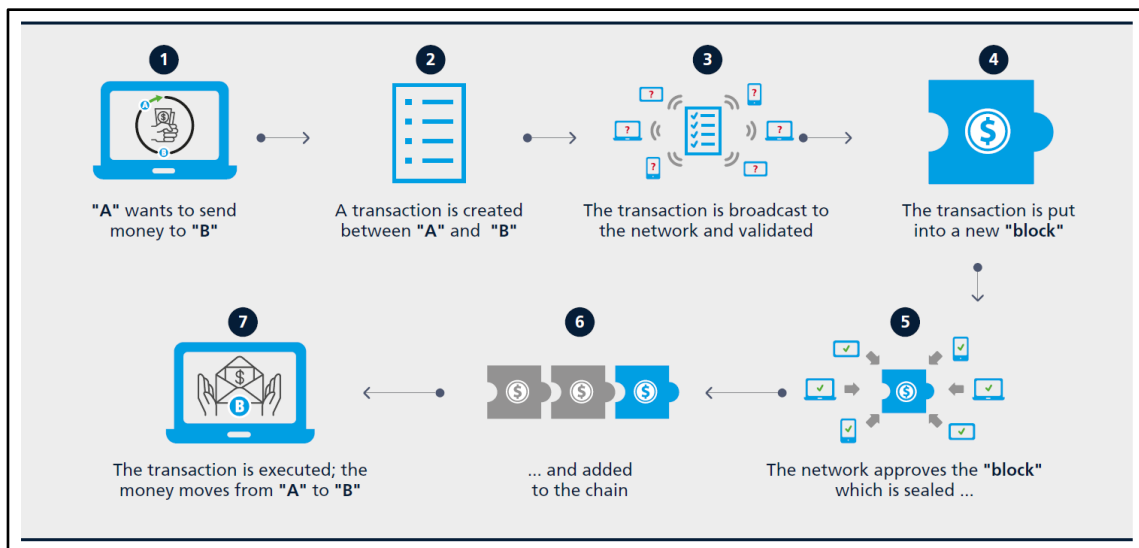 1
2
3
4
A
$
B
? ? ? ? ? ?
$
"A" wants to send
money to "B"
A transaction is created
between "A" and "B"
The transaction is broadcast to
the network and validated
The transaction is put
into a new "block"
7
6
5
$
B
$ $ $
$
The transaction is executed; the
money moves from "A" to "B"
... and added
to the chain
The network approves the "block"
which is sealed ...